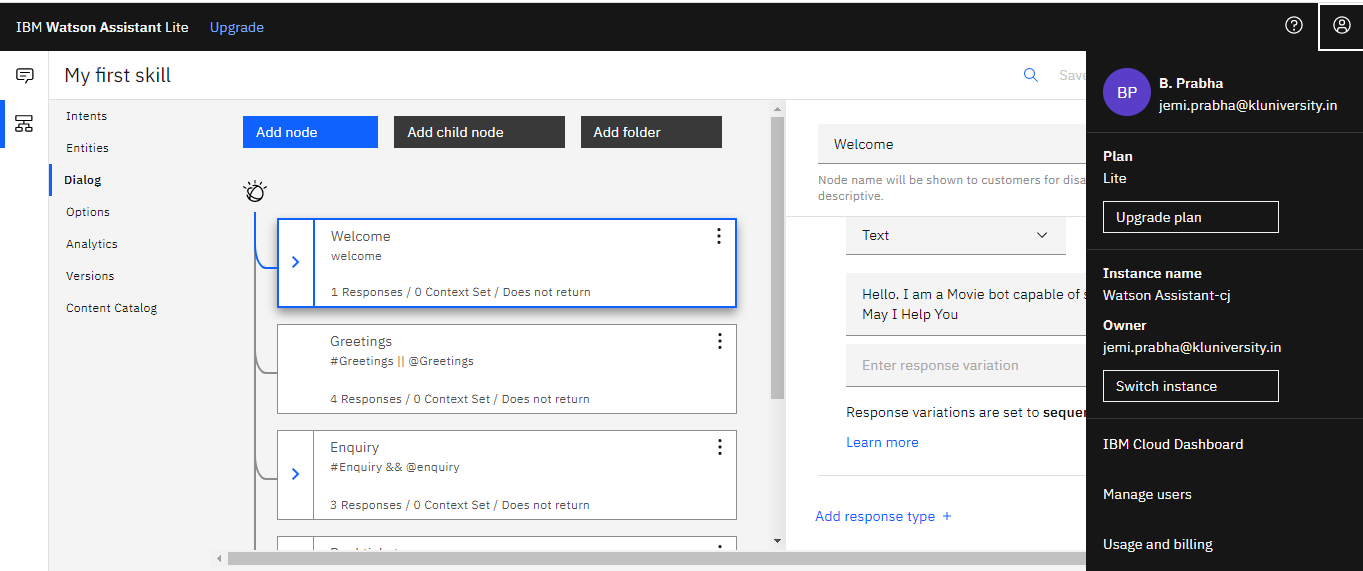 IBM Watson Assistant Lite Upgrade
My first skill
Save
Intents
Entities
Dialog
Options
Analytics
Versions
Content Catalog
Add node Add child node Add folder
Welcome
welcome
1 Responses / 0 Context Set / Does not return
Greetings
#Greetings || @Greetings
4 Responses / 0 Context Set / Does not return
Enquiry
#Enquiry && @enquiry
3 Responses / 0 Context Set / Does not return
Welcome
Node name will be shown to customers for
descriptive.
Text
Hello. I am a Movie bot capable of
May I Help You
Enter response variation
Response variations are set to
Learn more
Add response type +
BP
B. Prabha
jemi.prabha@kluniversity.in
Plan
Lite
Upgrade plan
Instance name
Watson Assistant-cj
Owner
jemi.prabha@kluniversity.in
Switch instance
IBM Cloud Dashboard
Manage users
Usage and billing